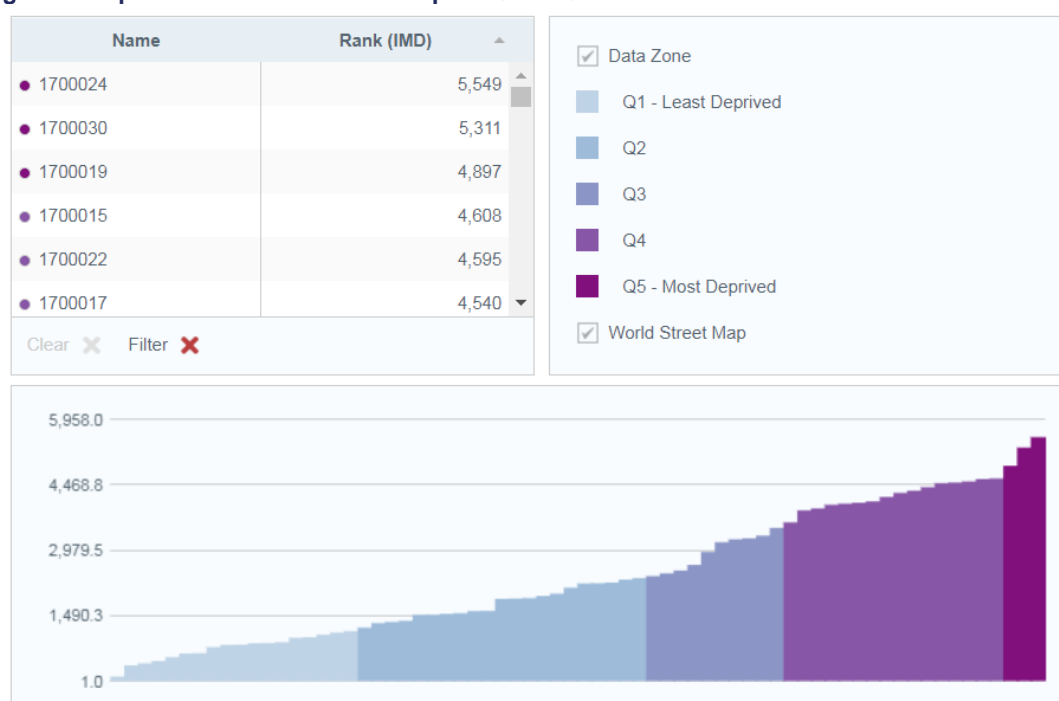 Name Rank (IMD)
1700024 5,549
1700030 5,311
1700019 4,897
1700015 4,608
1700022 4,595
1700017 4,540
Clear Filter
Data Zone
Q1 - Least Deprived
Q2
Q3
Q4
Q5 - Most Deprived
World Street Map
5,958.0
4,468.8
2,979.5
1,490.3
1.0